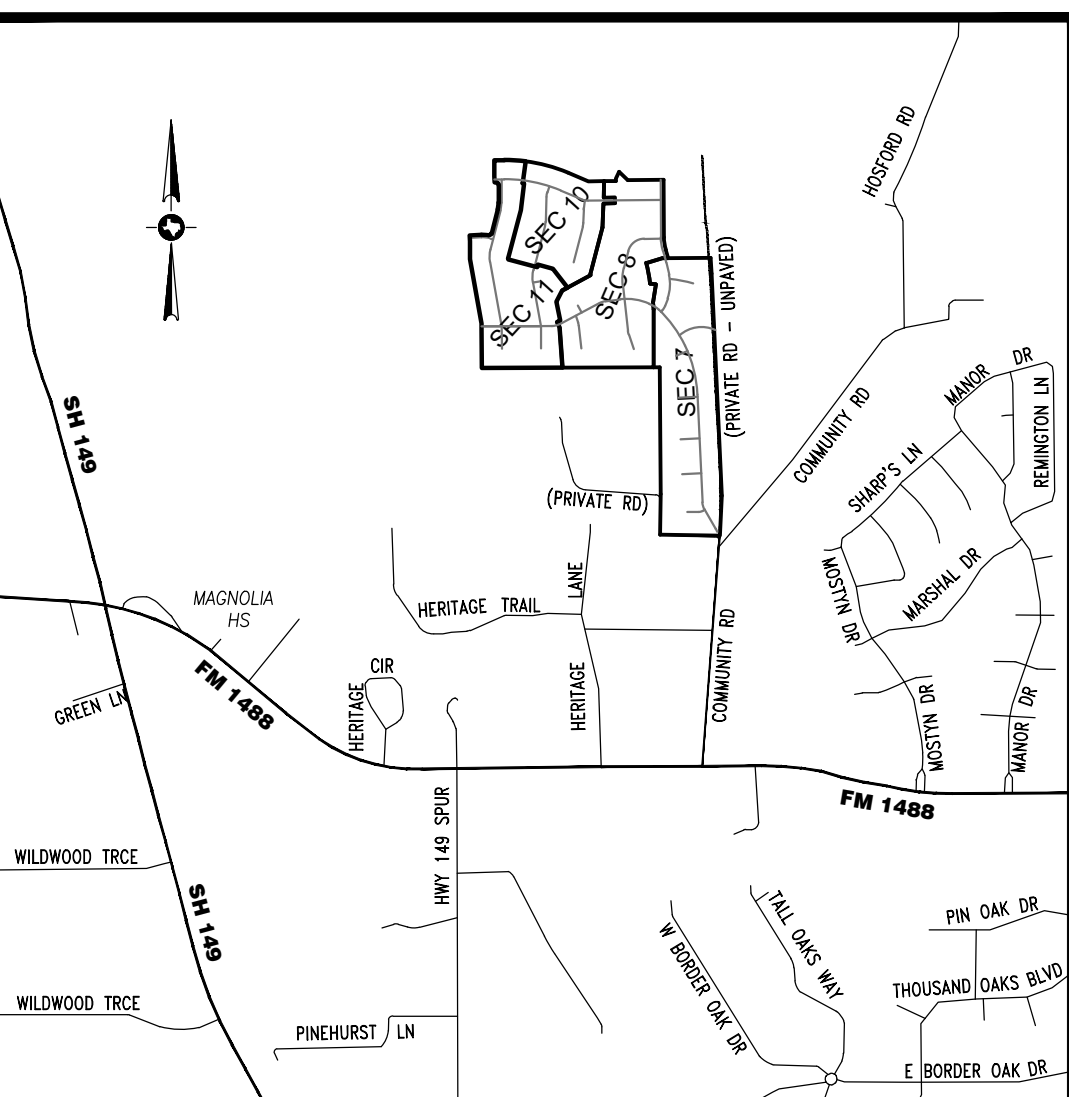 HOSFORD RD
SEC 10
SEC 8
SEC 11
(PRIVATE RD - UNPAVED)
SEC 7
MANOR DR
REMINGTON LN
SH 149
COMMUNITY RD
SHARP'S LN
(PRIVATE RD)
MAGNOLIA
HS
HERITAGE TRAIL
LANE
MOSTYN DR
MARSHAL DR
FM 1488
CIR
HERITAGE
HERITAGE
COMMUNITY RD
GREEN LN
MOSTYN DR
MANOR DR
HWY 149 SPUR
FM 1488
WILDWOOD TRCE
SH 149
W BORDER OAK DR
TALL OAKS WAY
PIN OAK DR
THOUSAND OAKS BLVD
WILDWOOD TRCE
PINEHURST LN
E BORDER OAK DR